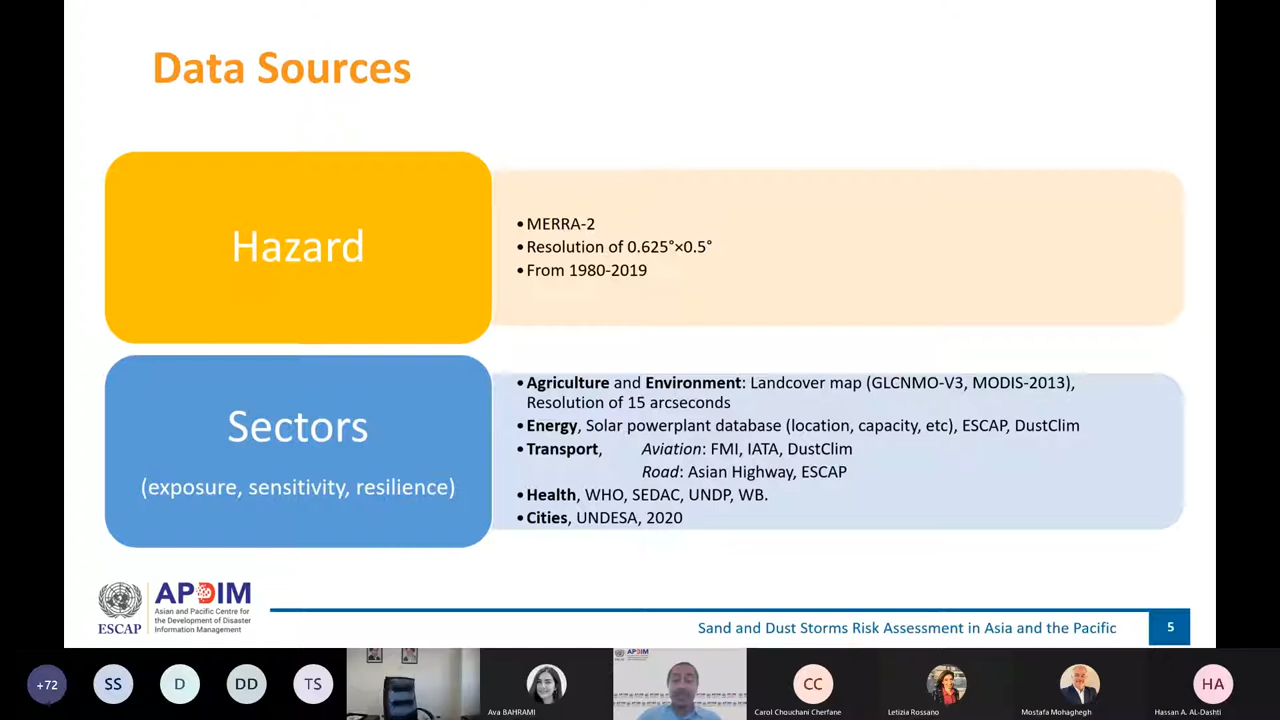 Data Sources
Hazard
• MERRA-2
• Resolution of 0.625°×0.5°
• From 1980-2019
Sectors
(exposure, sensitivity, resilience)
• Agriculture and Environment: Landcover map (GLCNMO-V3, MODIS-2013),
Resolution of 15 arcseconds
• Energy, Solar powerplant database (location, capacity, etc), ESCAP, DustClim
• Transport, Aviation: FMI, IATA, DustClim
Road: Asian Highway, ESCAP
• Health, WHO, SEDAC, UNDP, WB.
• Cities, UNDESA, 2020
ESCAP
APDIM
Asian and Pacific Centre for
the Development of Disaster
Information Management
Sand and Dust Storms Risk Assessment in Asia and the Pacific
5
+72
SS
D
DD
TS
Ava BAHRAMI
APDIM
CC
Carol Chouchani Cherfane
Letizia Rossano
Mostafa Mohaghegh
HA
Hassan A. AL-Dashti